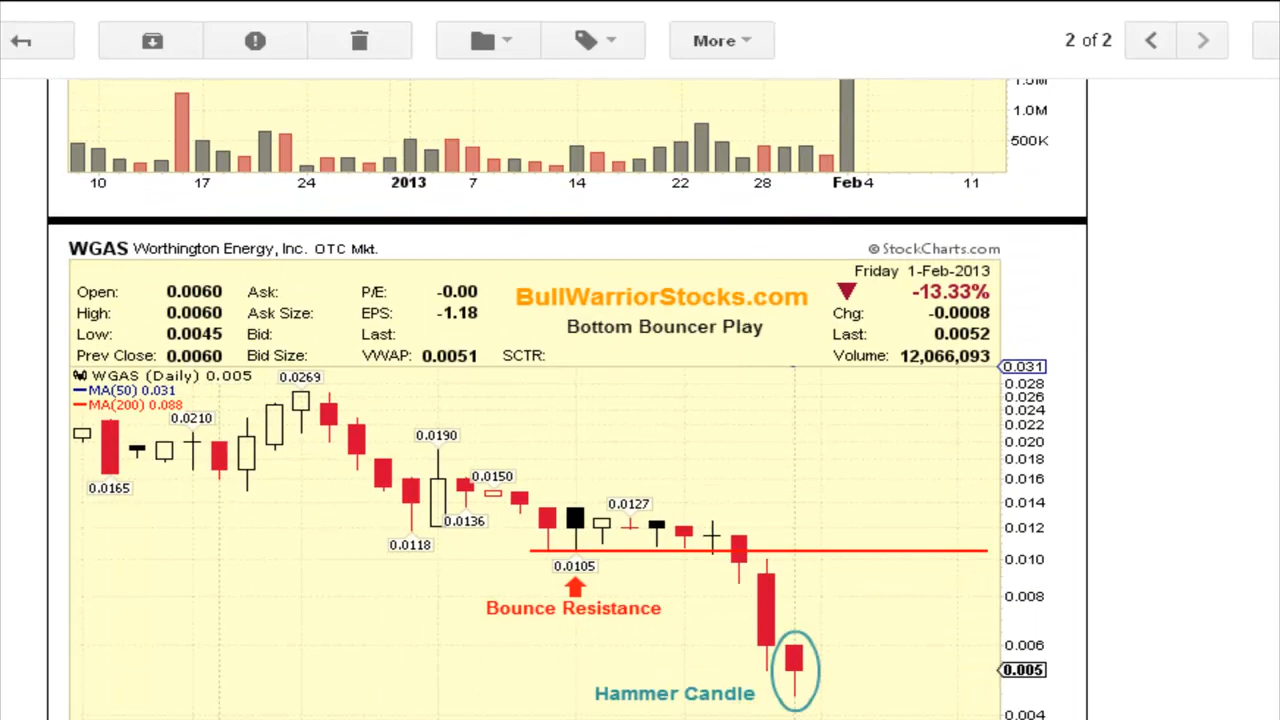 More 2 of 2
1.5M
1.0M
500K
10 17 24 2013 7 14 22 28 Feb 4 11
WGAS Worthington Energy, Inc. OTC Mkt. © StockCharts.com
Friday 1-Feb-2013
Open: 0.0060 Ask: P/E: -0.00 BullWarriorStocks.com -13.33%
High: 0.0060 Ask Size: EPS: -1.18 Bottom Bouncer Play Chg: -0.0008
Low: 0.0045 Bid: Last: Last: 0.0052
Prev Close: 0.0060 Bid Size: VWAP: 0.0051 SCTR: Volume: 12,066,093
WGAS (Daily) 0.005 0.0269 0.031
MA(50) 0.031 0.028
MA(200) 0.088 0.026
0.024
0.0210 0.022
0.0190 0.020
0.018
0.0165 0.0150 0.016
0.0127 0.014
0.0136 0.012
0.0118
0.0105 0.010
Bounce Resistance 0.008
0.006
0.005
Hammer Candle
0.004